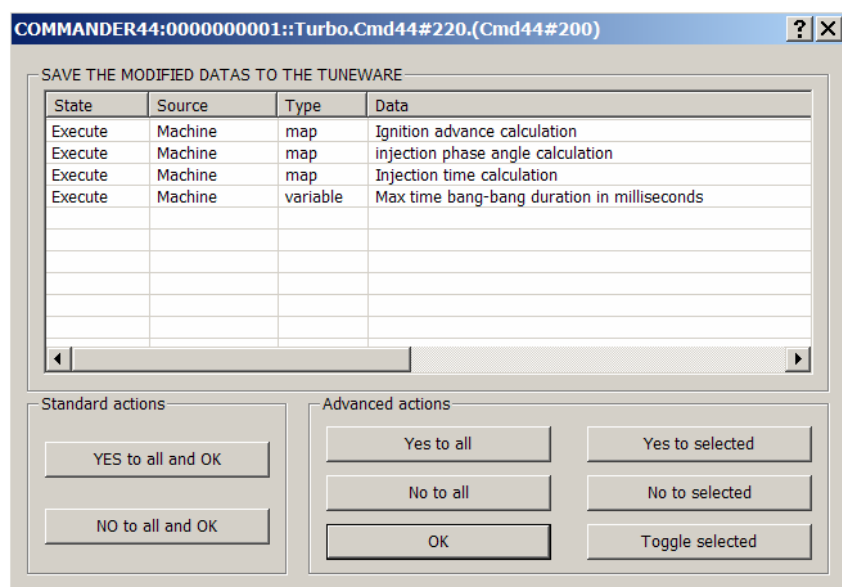 COMMANDER44:0000000001::Turbo.Cmd44#220.(Cmd44#200)
SAVE THE MODIFIED DATAS TO THE TUNEWARE
State Source Type Data
Execute Machine map Ignition advance calculation
Execute Machine map injection phase angle calculation
Execute Machine map Injection time calculation
Execute Machine variable Max time bang-bang duration in milliseconds
Standard actions
YES to all and OK
NO to all and OK
Advanced actions
Yes to all Yes to selected
No to all No to selected
OK Toggle selected